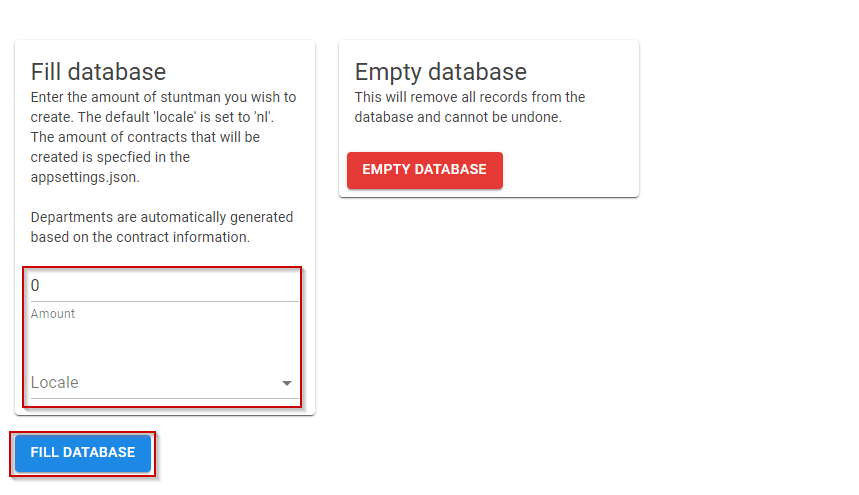 Fill database
Enter the amount of stuntman you wish to
create. The default 'locale' is set to 'nl'.
The amount of contracts that will be
created is specfied in the
appsettings.json.
Departments are automatically generated
based on the contract information.
0
Amount
Locale
FILL DATABASE
Empty database
This will remove all records from the
database and cannot be undone.
EMPTY DATABASE